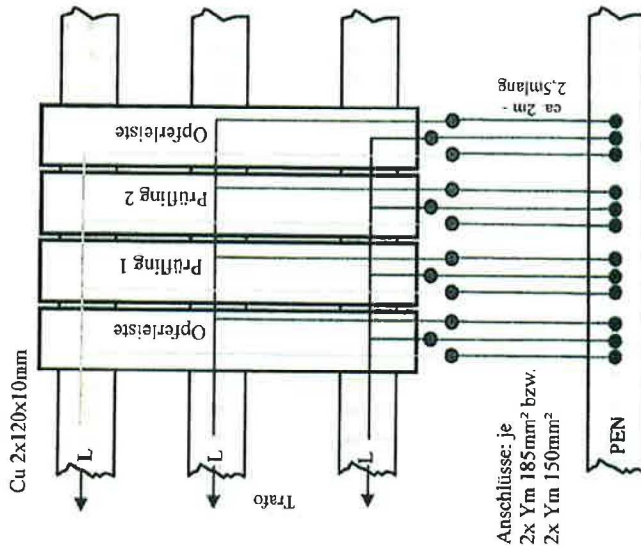 Cu 2x120x10mm
Opferleiste
Prüfling 1
Prüfling 2
Opferleiste
L
L
L
Trafo
ca. 2m -
2,5mlang
Anschlüsse: je
2x Ym 185mm² bzw.
2x Ym 150mm²
PEN